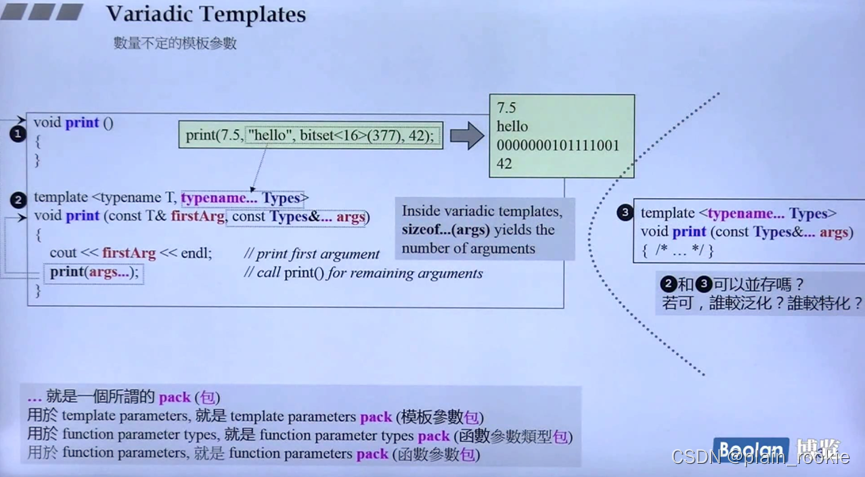 Variadic Templates
數量不定的模板參數
❶ void print ()
{
}
print(7.5, "hello", bitset<16>(377), 42);
7.5
hello
0000000101111001
42
❷ template <typename T, typename... Types>
void print (const T& firstArg, const Types&... args)
{
cout << firstArg << endl; // print first argument
print(args...); // call print() for remaining arguments
}
Inside variadic templates,
sizeof...(args) yields the
number of arguments
❸ template <typename... Types>
void print (const Types&... args)
{ /* … */ }
❷和❸可以並存嗎？
若可，誰較泛化？誰較特化？
… 就是一個所謂的 pack (包)
用於 template parameters, 就是 template parameters pack (模板參數包)
用於 function parameter types, 就是 function parameter types pack (函數參數類型包)
用於 function parameters, 就是 function parameters pack (函數參數包)
Boolan 博览
CSDN @plain_rookie